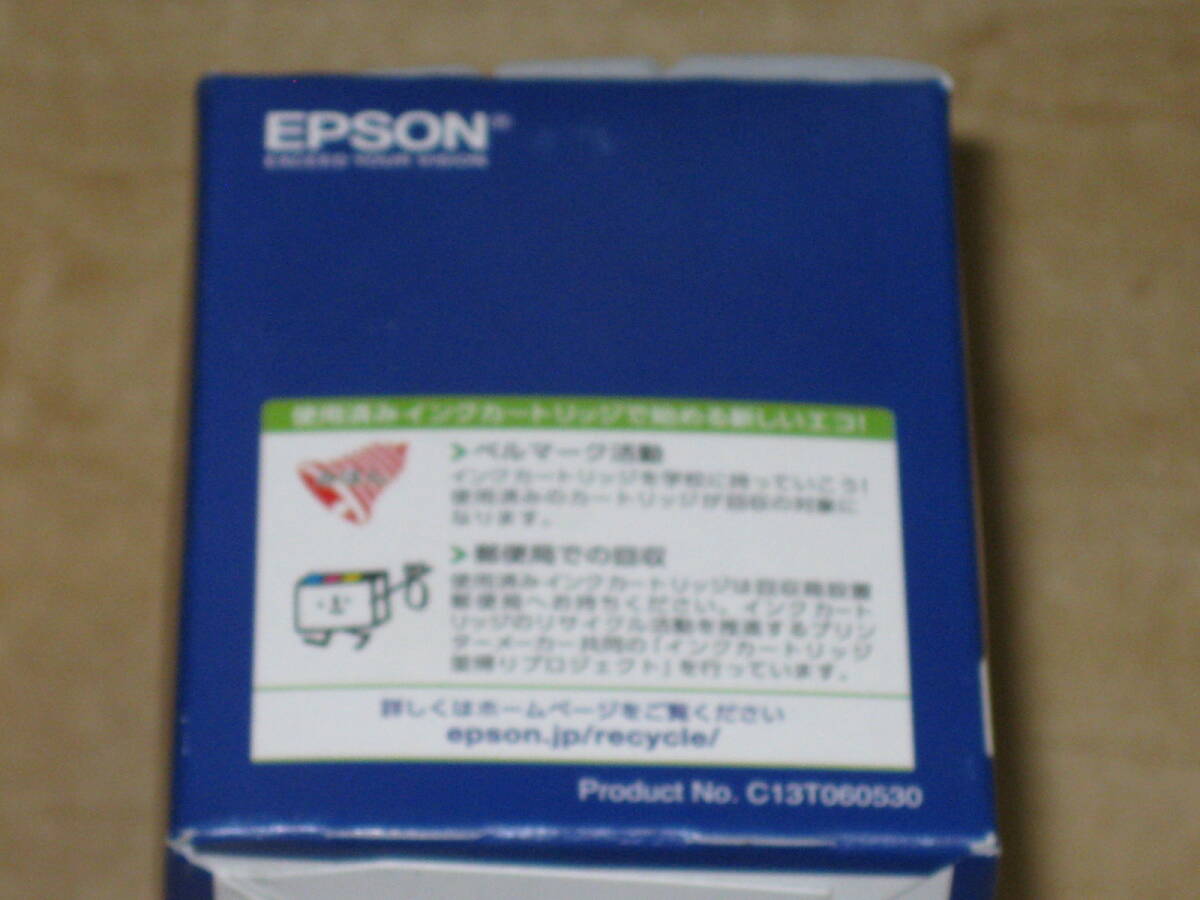 EPSON®
EXCEED YOUR VISION
使用済みインクカートリッジで始める新しいエコ!
> ベルマーク活動
インクカートリッジを学校に持っていこう!
使用済みのカートリッジが回収の対象に
なります。
> 郵便局での回収
使用済みインクカートリッジは回収箱設置
郵便局へお持ちください。インクカート
リッジのリサイクル活動を推進するプリン
ターメーカー共同の「インクカートリッジ
里帰りプロジェクト」を行っています。
詳しくはホームページをご覧ください
epson.jp/recycle/
Product No. C13T060530